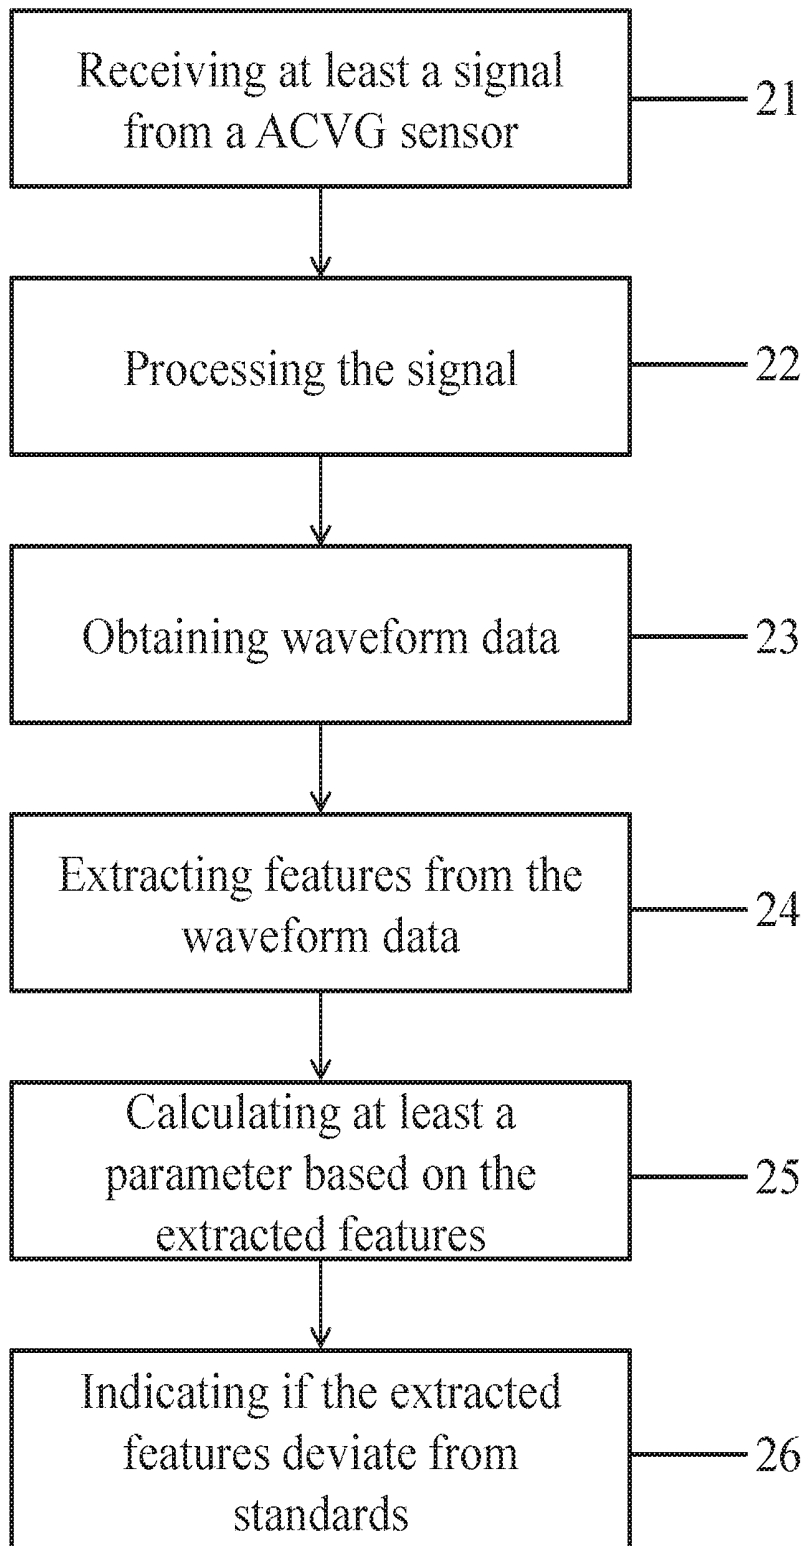 Receiving at least a signal
from a ACVG sensor
21
Processing the signal
22
Obtaining waveform data
23
Extracting features from the
waveform data
24
Calculating at least a
parameter based on the
extracted features
25
Indicating if the extracted
features deviate from
standards
26